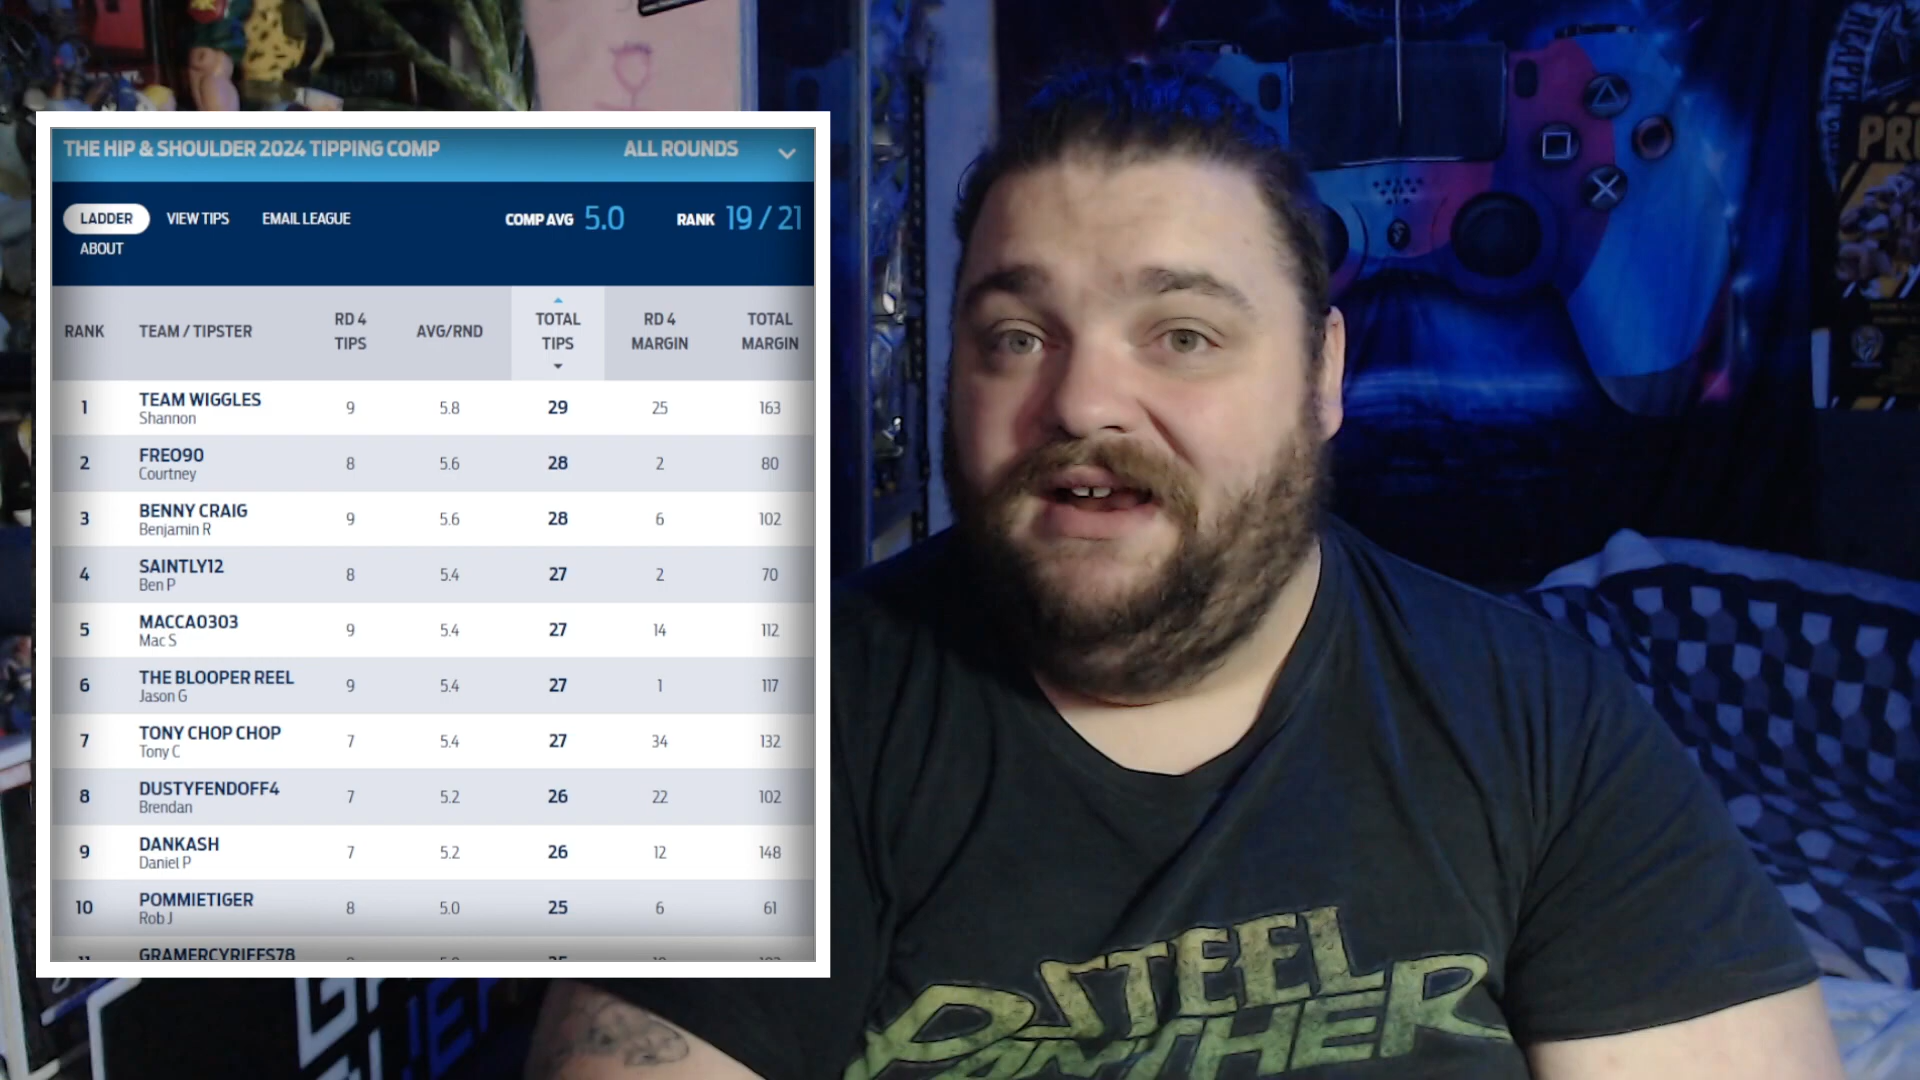 THE HIP & SHOULDER 2024 TIPPING COMP ALL ROUNDS
LADDER VIEW TIPS EMAIL LEAGUE COMP AVG 5.0 RANK 19 / 21
ABOUT
RANK TEAM / TIPSTER RD 4 TIPS AVG/RND TOTAL TIPS RD 4 MARGIN TOTAL MARGIN
1 TEAM WIGGLES 9 5.8 29 25 163
Shannon
2 FREO90 8 5.6 28 2 80
Courtney
3 BENNY CRAIG 9 5.6 28 6 102
Benjamin R
4 SAINTLY12 8 5.4 27 2 70
Ben P
5 MACCA0303 9 5.4 27 14 112
Mac S
6 THE BLOOPER REEL 9 5.4 27 1 117
Jason G
7 TONY CHOP CHOP 7 5.4 27 34 132
Tony C
8 DUSTYFENDOFF4 7 5.2 26 22 102
Brendan
9 DANKASH 7 5.2 26 12 148
Daniel P
10 POMMIETIGER 8 5.0 25 6 61
Rob J
GRAMERCYRIFFS78
STEEL
PANTHER